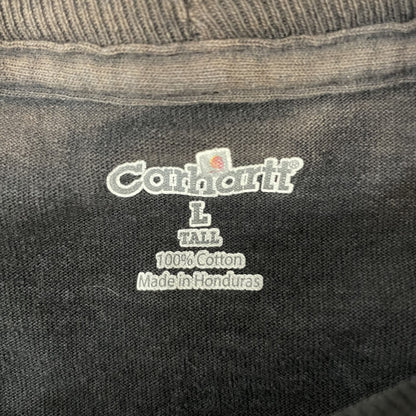 Carhartt®
L
TALL
100% Cotton
Made in Honduras